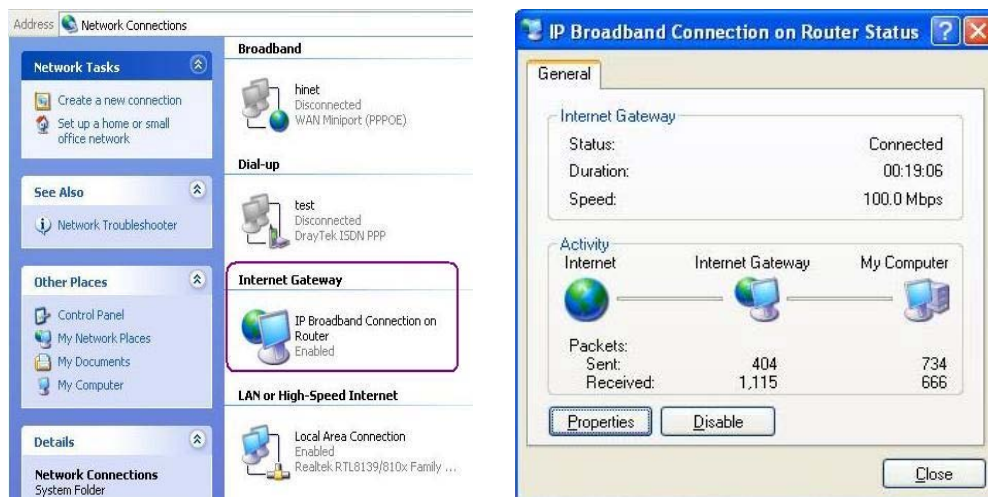 Address Network Connections
Network Tasks
Create a new connection
Set up a home or small
office network
See Also
Network Troubleshooter
Other Places
Control Panel
My Network Places
My Documents
My Computer
Details
Network Connections
System Folder
Broadband
hinet
Disconnected
WAN Miniport (PPPOE)
Dial-up
test
Disconnected
DrayTek ISDN PPP
Internet Gateway
IP Broadband Connection on
Router
Enabled
LAN or High-Speed Internet
Local Area Connection
Enabled
Realtek RTL8139/810x Family ...
IP Broadband Connection on Router Status
General
Internet Gateway
Status: Connected
Duration: 00:19:06
Speed: 100.0 Mbps
Activity
Internet Internet Gateway My Computer
Packets:
Sent: 404 734
Received: 1,115 666
Properties Disable
Close